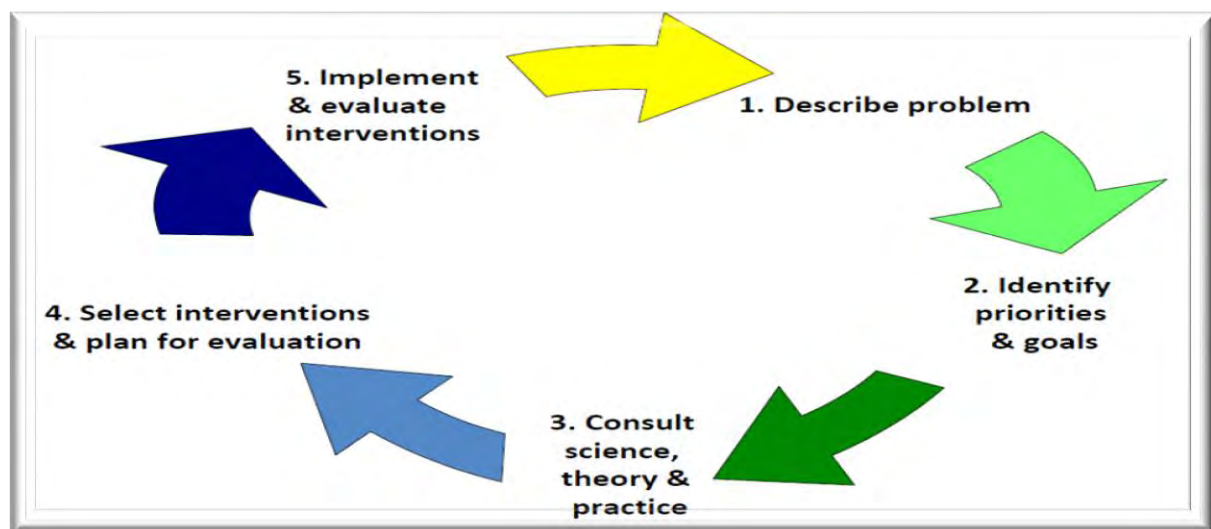 1. Describe problem
2. Identify
priorities
& goals
3. Consult
science,
theory &
practice
4. Select interventions
& plan for evaluation
5. Implement
& evaluate
interventions